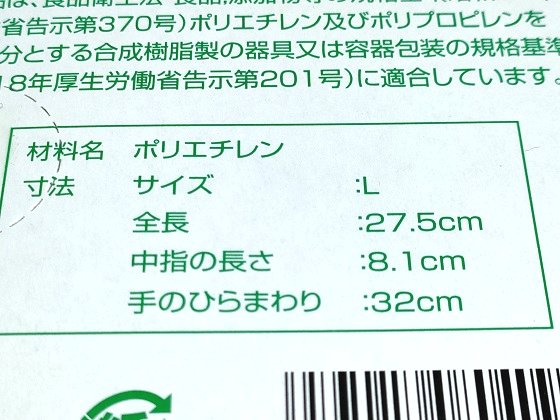 品は、食品衛生法・食品、添加物等の規格基準
省告示第370号)ポリエチレン及びポリプロピレンを
分とする合成樹脂製の器具又は容器包装の規格基準
18年厚生労働省告示第201号)に適合しています。
材料名 ポリエチレン
寸法 サイズ :L
全長 :27.5cm
中指の長さ :8.1cm
手のひらまわり :32cm